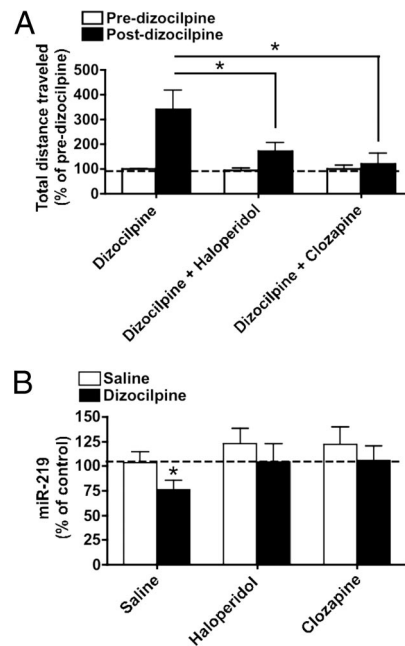 A
Pre-dizocilpine
Post-dizocilpine
Total distance traveled
(% of pre-dizocilpine)
500
400
300
200
100
0
*
*
Dizocilpine
Dizocilpine + Haloperidol
Dizocilpine + Clozapine
B
Saline
Dizocilpine
miR-219
(% of control)
150
125
100
75
50
25
0
*
Saline
Haloperidol
Clozapine